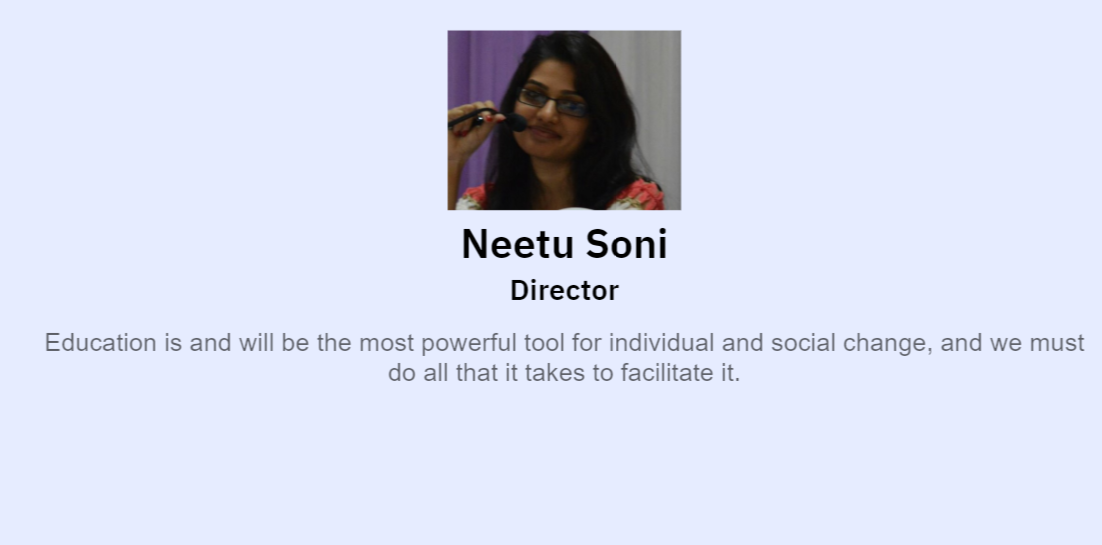 Neetu Soni
Director
Education is and will be the most powerful tool for individual and social change, and we must
do all that it takes to facilitate it.